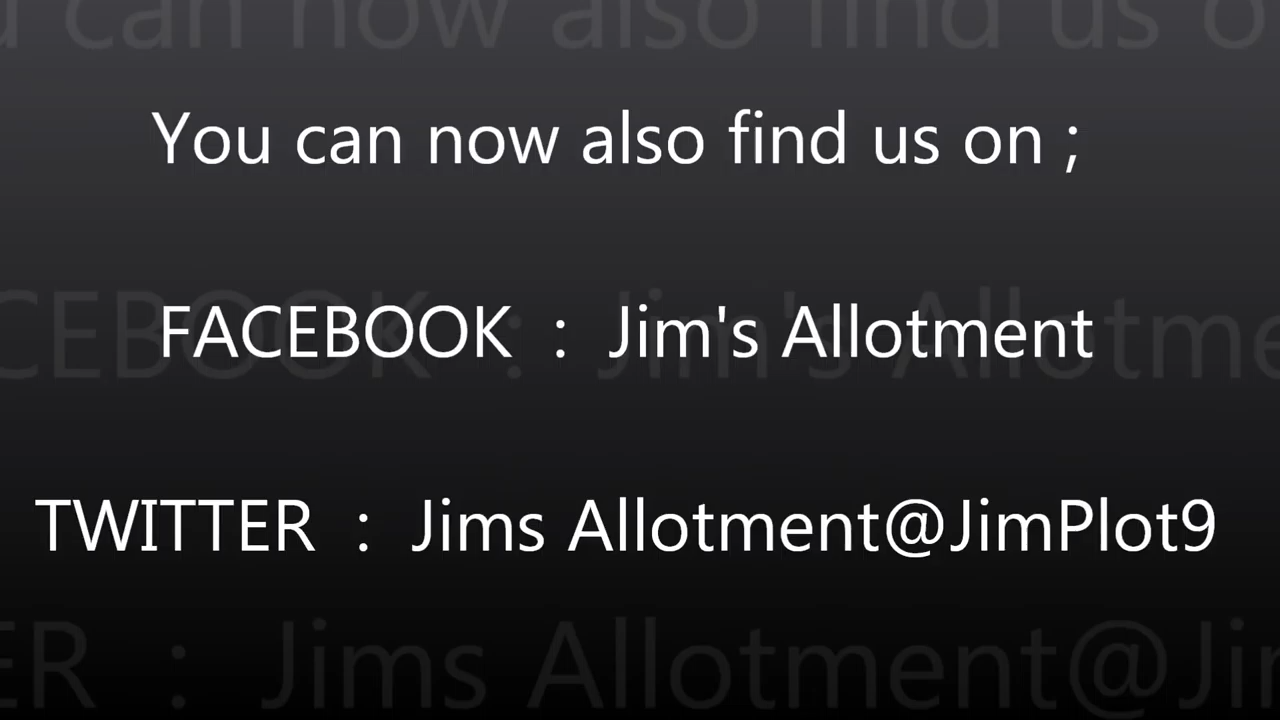 You can now also find us on ;
FACEBOOK : Jim's Allotment
TWITTER : Jims Allotment@JimPlot9